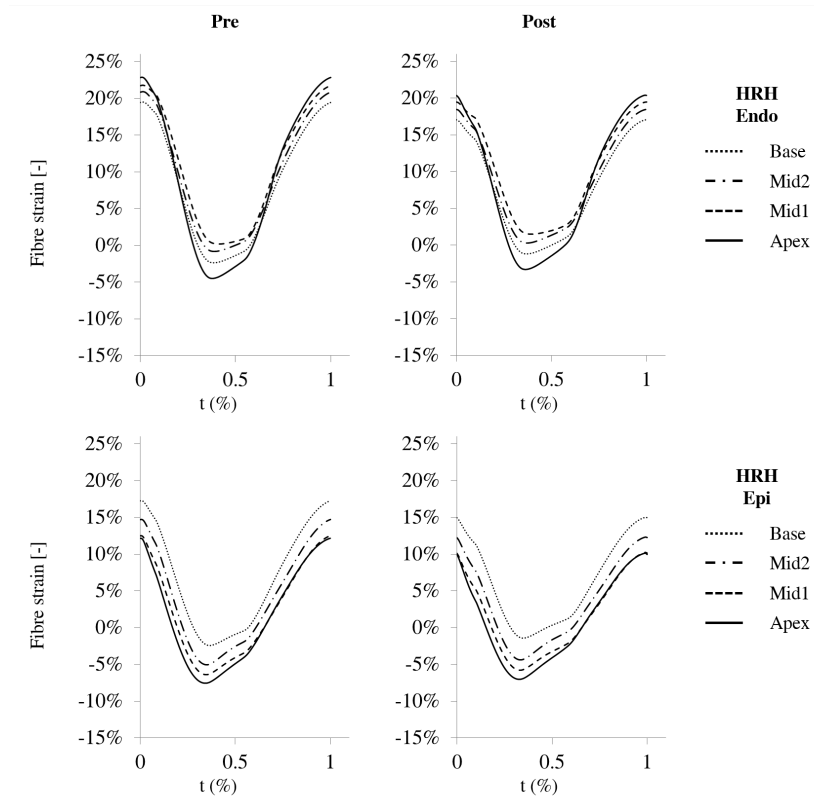 Pre
Post
25%
20%
15%
10%
5%
0%
-5%
-10%
-15%
Fibre strain [-]
0
0.5
1
t (%)
25%
20%
15%
10%
5%
0%
-5%
-10%
-15%
0
0.5
1
t (%)
HRH
Endo
Base
Mid2
Mid1
Apex
25%
20%
15%
10%
5%
0%
-5%
-10%
-15%
Fibre strain [-]
0
0.5
1
t (%)
25%
20%
15%
10%
5%
0%
-5%
-10%
-15%
0
0.5
1
t (%)
HRH
Epi
Base
Mid2
Mid1
Apex